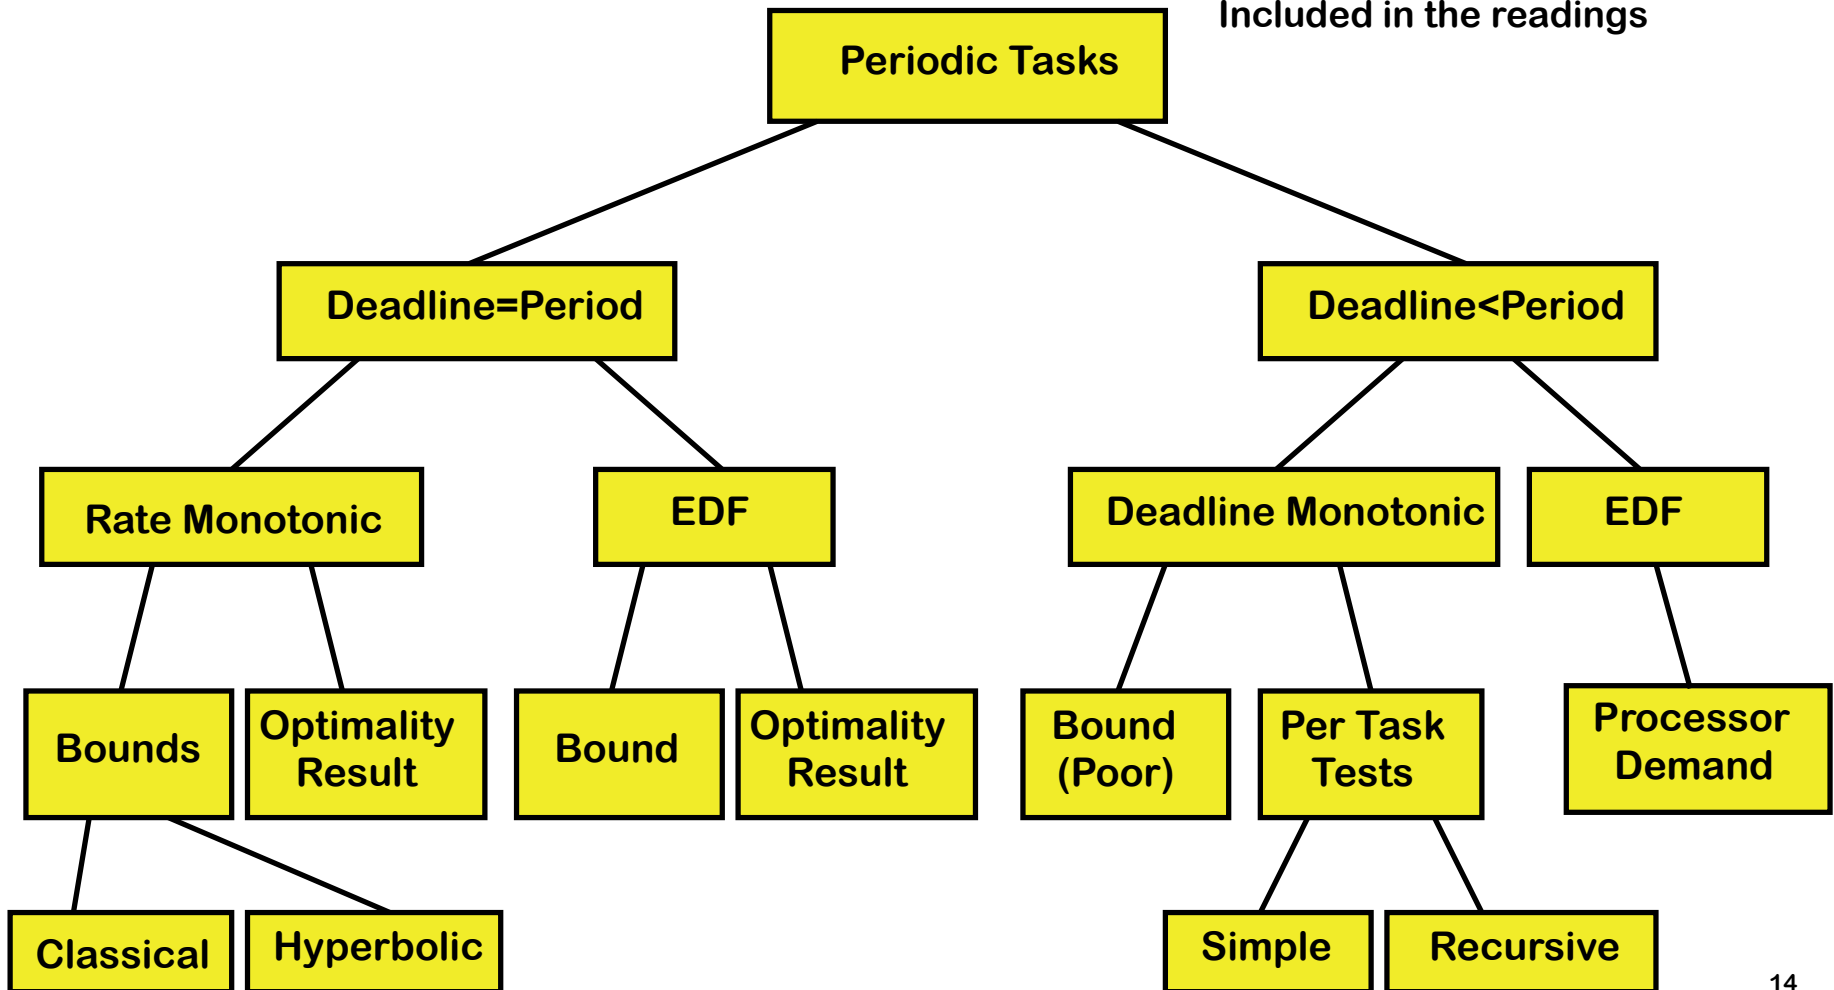 Included in the readings
Periodic Tasks
Deadline=Period
Deadline<Period
Rate Monotonic
EDF
Deadline Monotonic
EDF
Bounds
Optimality
Result
Bound
Optimality
Result
Bound
(Poor)
Per Task
Tests
Processor
Demand
Classical
Hyperbolic
Simple
Recursive
14